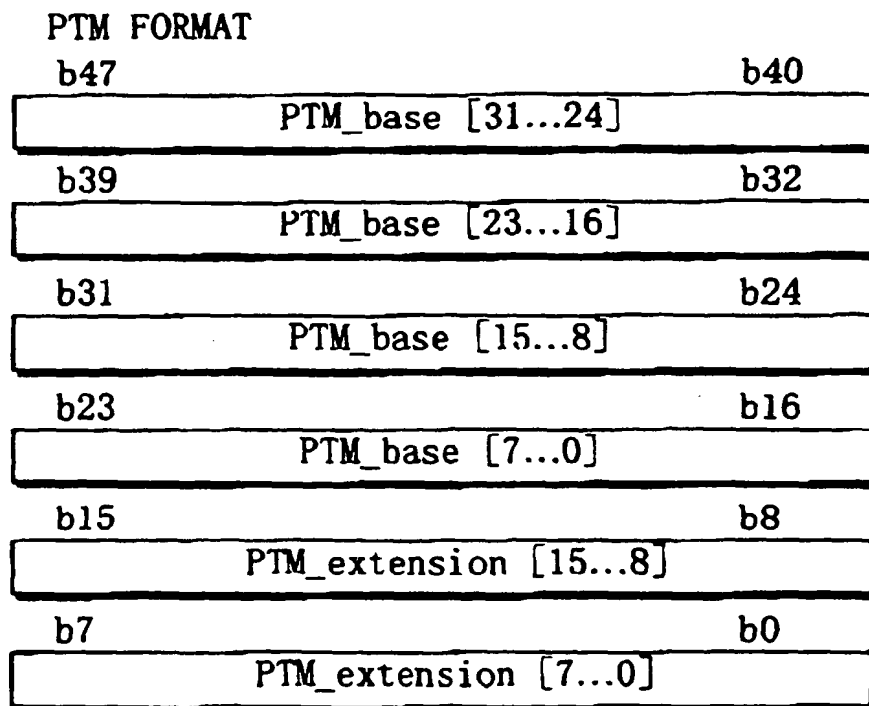 PTM FORMAT
b47 b40
PTM_base [31...24]
b39 b32
PTM_base [23...16]
b31 b24
PTM_base [15...8]
b23 b16
PTM_base [7...0]
b15 b8
PTM_extension [15...8]
b7 b0
PTM_extension [7...0]